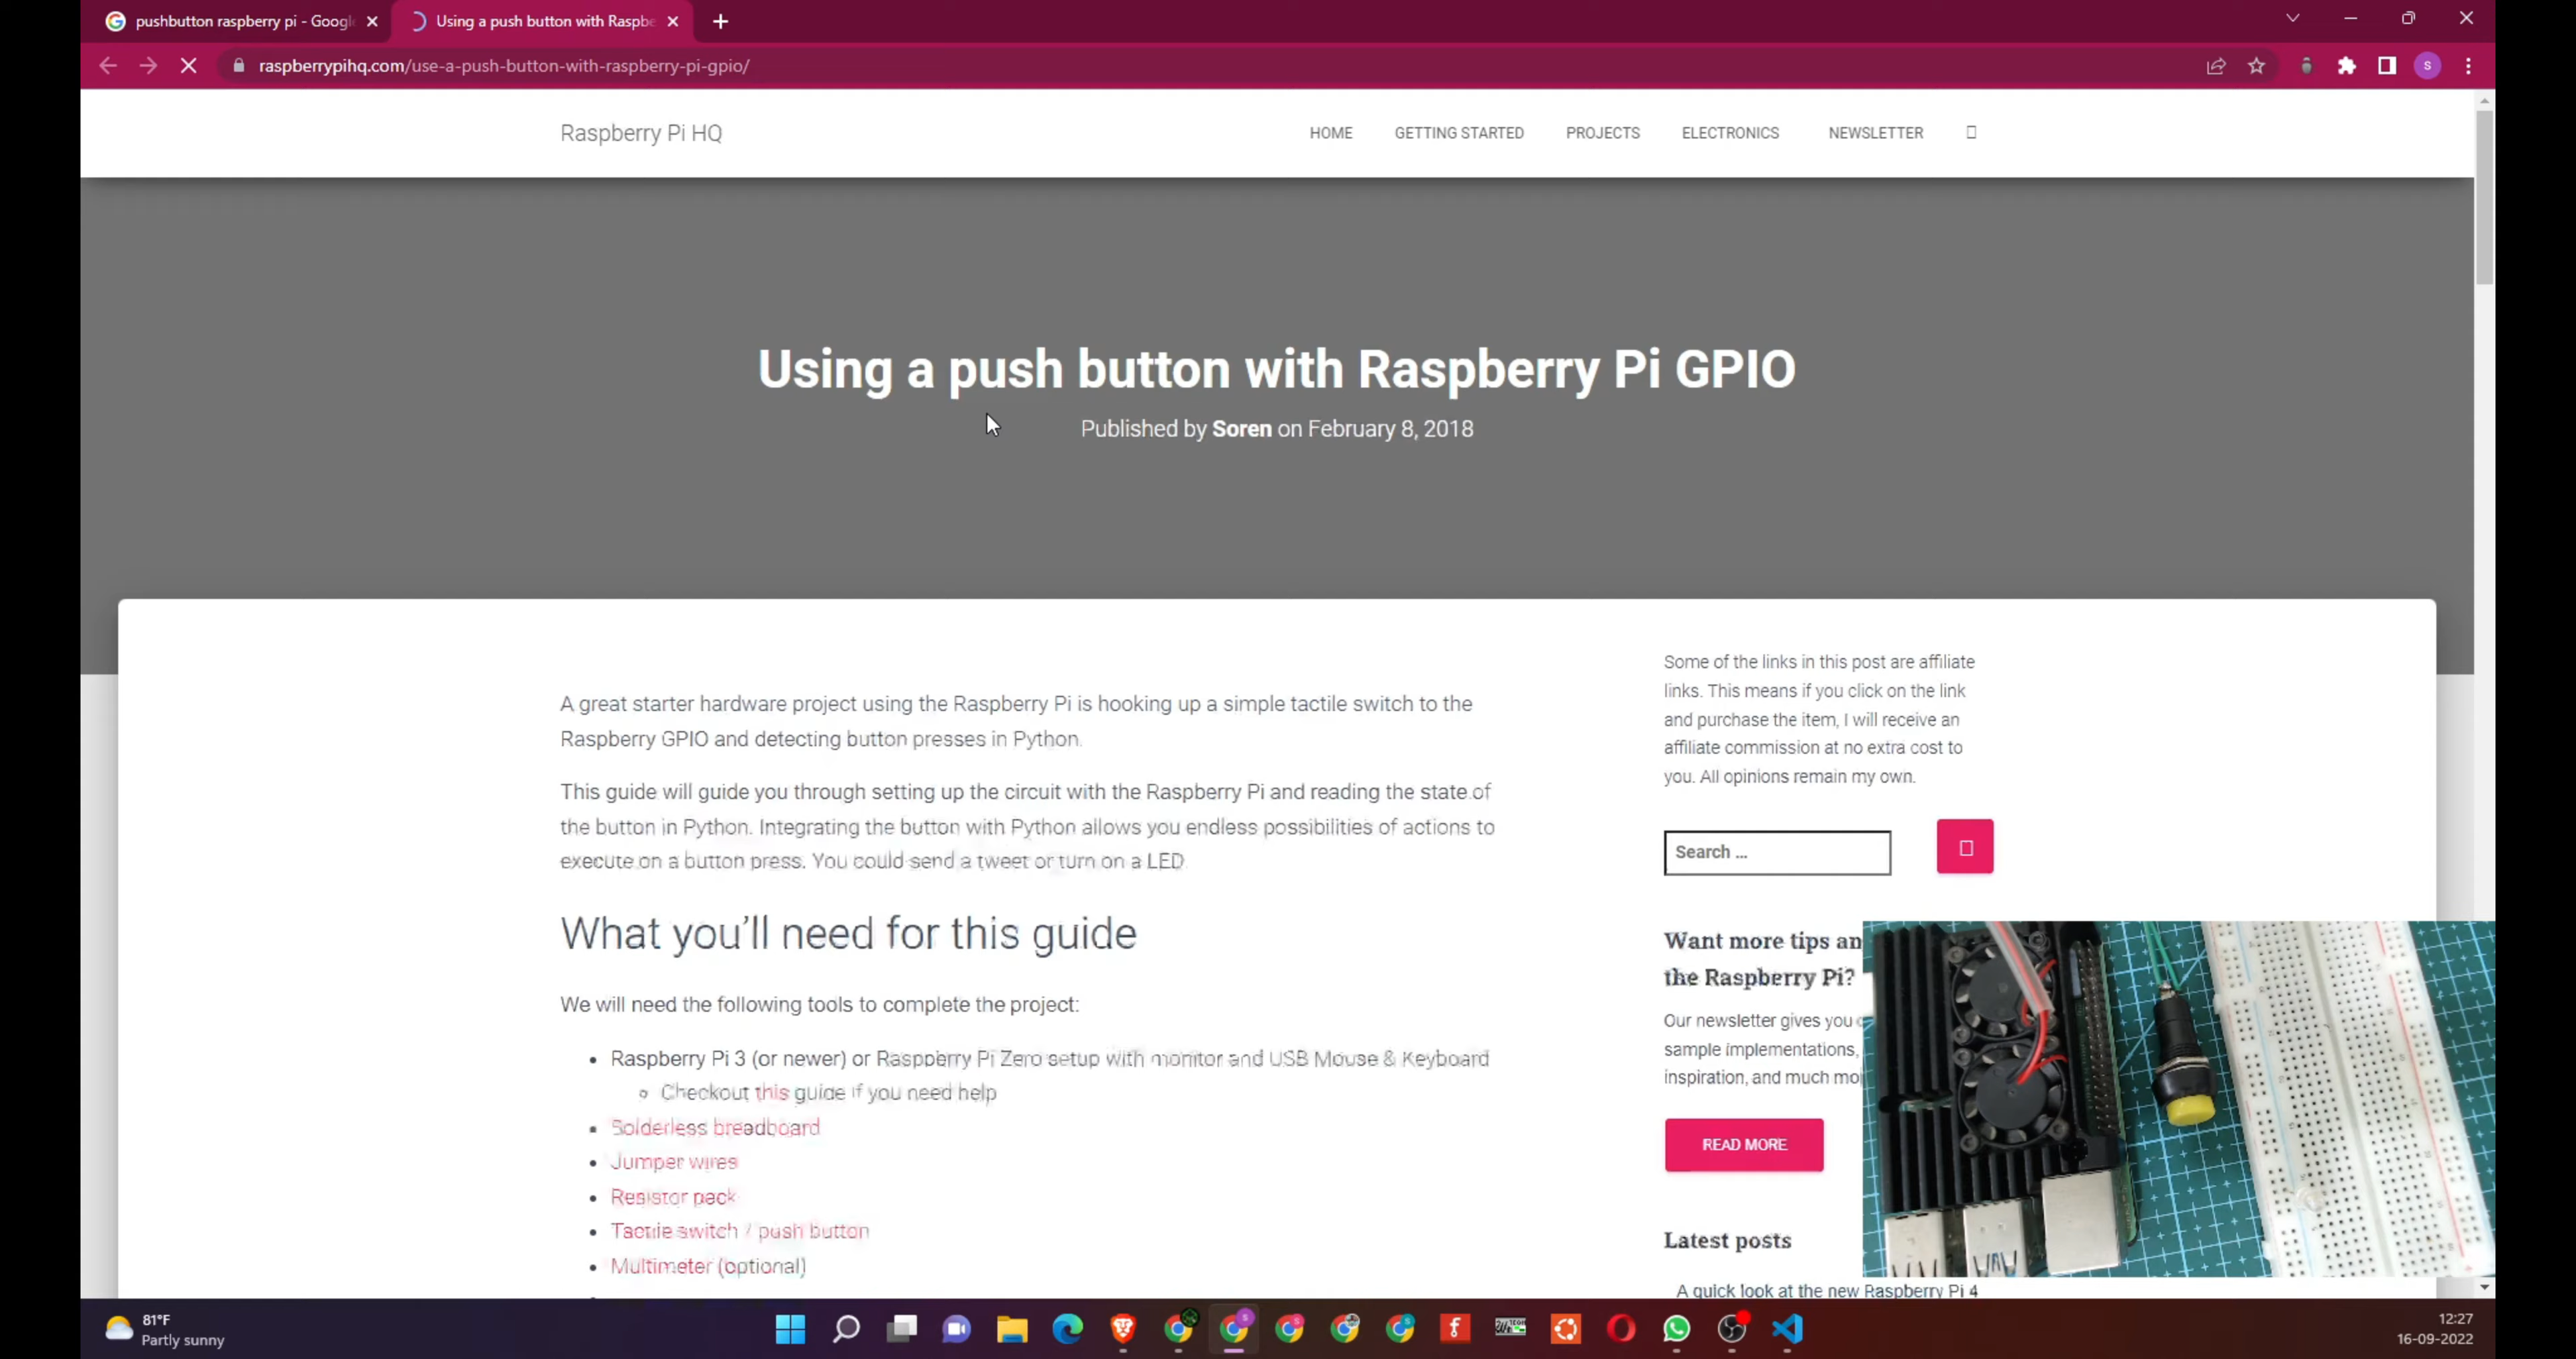 pushbutton raspberry pi - Googl
Using a push button with Raspbe
raspberrypihq.com/use-a-push-button-with-raspberry-pi-gpio/
S
Raspberry Pi HQ
HOME GETTING STARTED PROJECTS ELECTRONICS NEWSLETTER
Using a push button with Raspberry Pi GPIO
Published by Soren on February 8, 2018
A great starter hardware project using the Raspberry Pi is hooking up a simple tactile switch to the
Raspberry GPIO and detecting button presses in Python.
This guide will guide you through setting up the circuit with the Raspberry Pi and reading the state of
the button in Python. Integrating the button with Python allows you endless possibilities of actions to
execute on a button press. You could send a tweet or turn on a LED.
What you'll need for this guide
We will need the following tools to complete the project:
Raspberry Pi 3 (or newer) or Raspberry Pi Zero setup with monitor and USB Mouse & Keyboard
Checkout this guide if you need help
Solderless breadboard
Jumper wires
Resistor pack
Tactile switch / push button
Multimeter (optional)
Some of the links in this post are affiliate
links. This means if you click on the link
and purchase the item, I will receive an
affiliate commission at no extra cost to
you. All opinions remain my own.
Search ...
Want more tips an
the Raspberry Pi?
Our newsletter gives you
sample implementations,
inspiration, and much mo
READ MORE
Latest posts
A quick look at the new Raspberry Pi 4
81°F
Partly sunny
12:27
16-09-2022